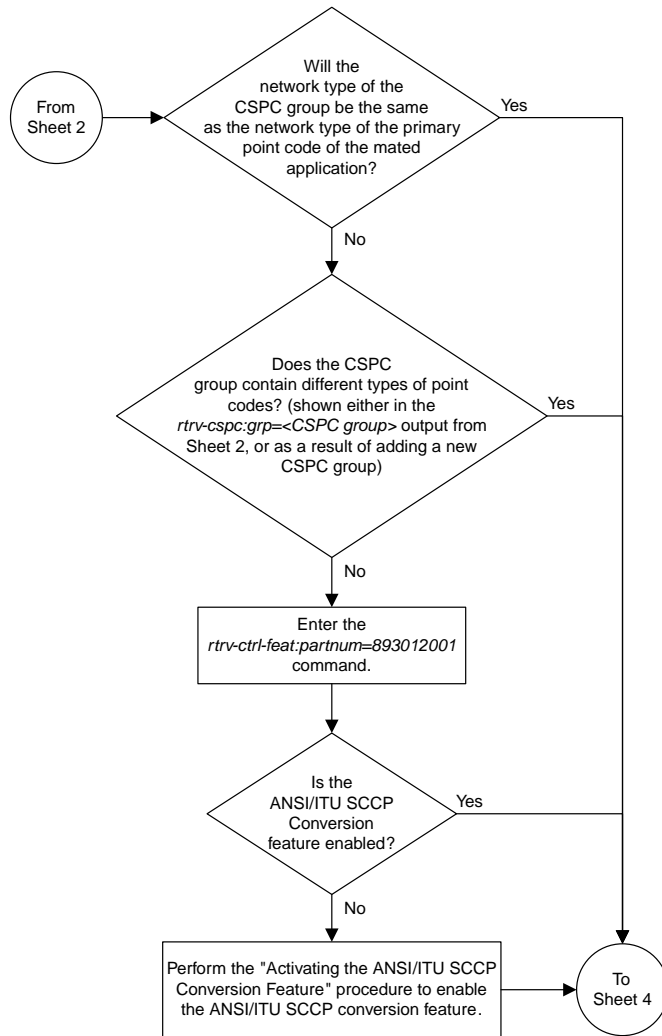 From
Sheet 2
Will the
network type of the
CSPC group be the same
as the network type of the primary
point code of the mated
application?
Yes
No
Does the CSPC
group contain different types of point
codes? (shown either in the
rtrv-cspc:grp=<CSPC group> output from
Sheet 2, or as a result of adding a new
CSPC group)
Yes
No
Enter the
rtrv-ctrl-feat:partnum=893012001
command.
Is the
ANSI/ITU SCCP
Conversion
feature enabled?
Yes
No
Perform the "Activating the ANSI/ITU SCCP
Conversion Feature" procedure to enable
the ANSI/ITU SCCP conversion feature.
To
Sheet 4